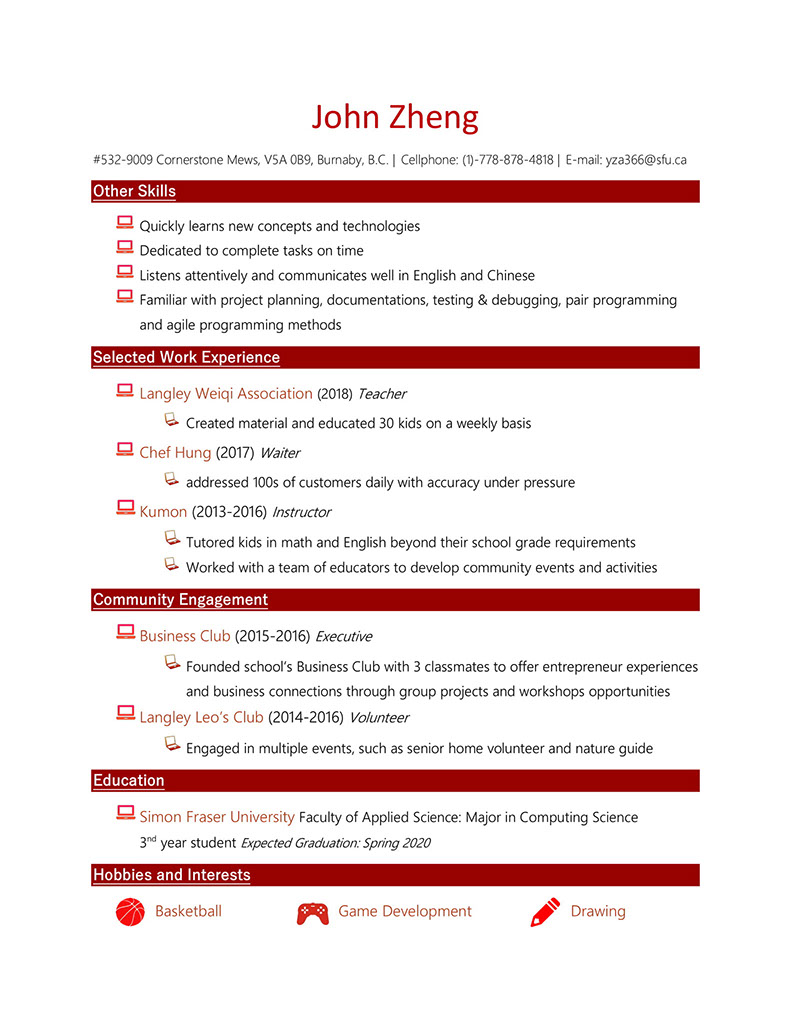 John Zheng
#532-9009 Cornerstone Mews, V5A 0B9, Burnaby, B.C. | Cellphone: (1)-778-878-4818 | E-mail: yza366@sfu.ca
Other Skills
Quickly learns new concepts and technologies
Dedicated to complete tasks on time
Listens attentively and communicates well in English and Chinese
Familiar with project planning, documentations, testing & debugging, pair programming
and agile programming methods
Selected Work Experience
Langley Weiqi Association (2018) Teacher
Created material and educated 30 kids on a weekly basis
Chef Hung (2017) Waiter
addressed 100s of customers daily with accuracy under pressure
Kumon (2013-2016) Instructor
Tutored kids in math and English beyond their school grade requirements
Worked with a team of educators to develop community events and activities
Community Engagement
Business Club (2015-2016) Executive
Founded school's Business Club with 3 classmates to offer entrepreneur experiences
and business connections through group projects and workshops opportunities
Langley Leo's Club (2014-2016) Volunteer
Engaged in multiple events, such as senior home volunteer and nature guide
Education
Simon Fraser University Faculty of Applied Science: Major in Computing Science
3nd year student Expected Graduation: Spring 2020
Hobbies and Interests
Basketball Game Development Drawing